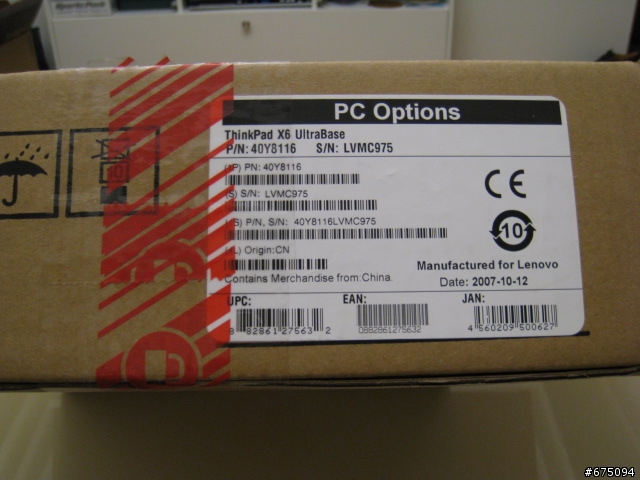 PC Options
ThinkPad X6 UltraBase
P/N: 40Y8116 S/N: LVMC975
PN: 40Y8116
(S) S/N: LVMC975
P/N, S/N: 40Y8116LVMC975
Origin:CN
Contains Merchandise from:China.
CE
10
Manufactured for Lenovo
Date: 2007-10-12
UPC: EAN: JAN:
8 82861 27563 2 0882861275632 4 560209 500627
#675094